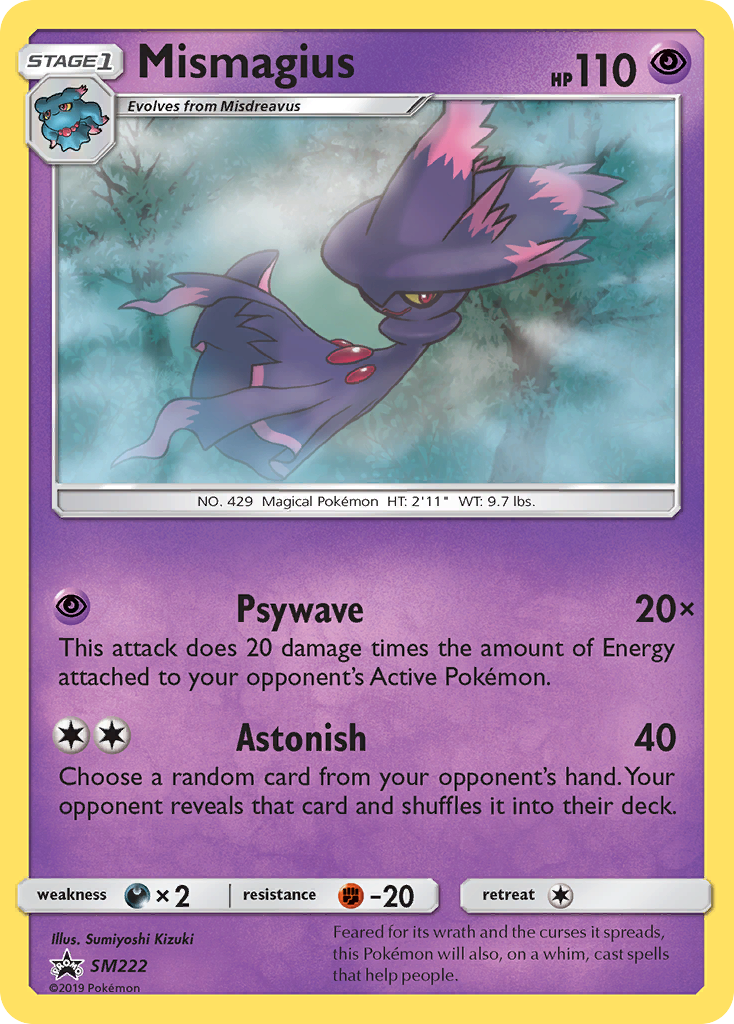 STAGE1
Mismagius
HP 110
Evolves from Misdreavus
NO. 429 Magical Pokémon HT: 2'11" WT: 9.7 lbs.
Psywave 20×
This attack does 20 damage times the amount of Energy
attached to your opponent's Active Pokémon.
Astonish 40
Choose a random card from your opponent's hand. Your
opponent reveals that card and shuffles it into their deck.
weakness ×2 resistance -20 retreat
Illus. Sumiyoshi Kizuki
PROMO SM222
©2019 Pokémon
Feared for its wrath and the curses it spreads,
this Pokémon will also, on a whim, cast spells
that help people.